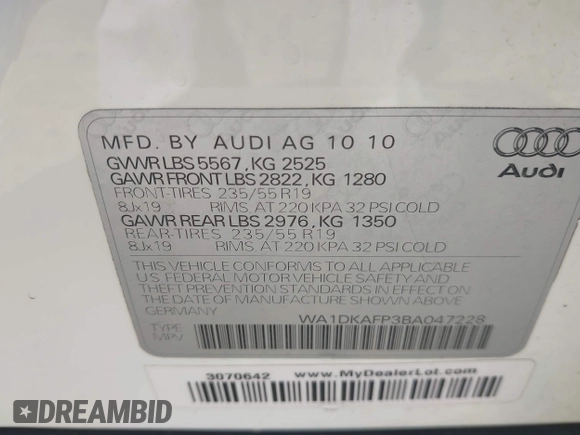 MFD. BY AUDI AG 10 10
GVWR LBS 5567, KG 2525
GAWR FRONT LBS 2822, KG 1280
FRONT-TIRES 235/55 R19
8Jx19 RIMS, AT 220 KPA 32 PSI COLD
GAWR REAR LBS 2976, KG 1350
REAR-TIRES 235/55 R19
8Jx19 RIMS, AT 220 KPA 32 PSI COLD
Audi
THIS VEHICLE CONFORMS TO ALL APPLICABLE
U.S. FEDERAL MOTOR VEHICLE SAFETY AND
THEFT PREVENTION STANDARDS IN EFFECT ON
THE DATE OF MANUFACTURE SHOWN ABOVE
GERMANY
WA1DKAFP3BA047228
TYPE:
MPV
3070642 www.MyDealerLot.com
DREAMBID